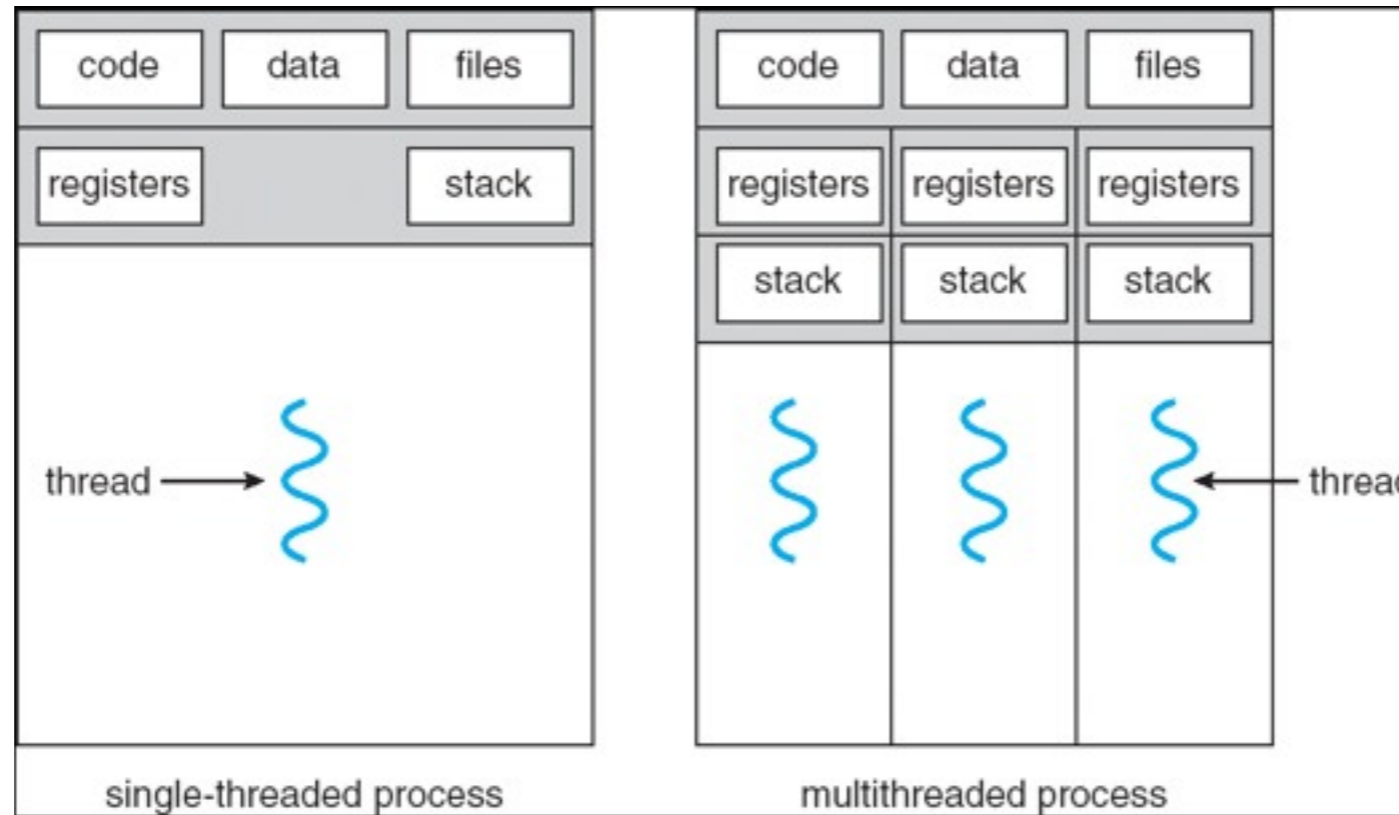 code data files
registers stack
thread
single-threaded process
code data files
registers registers registers
stack stack stack
threa
multithreaded process